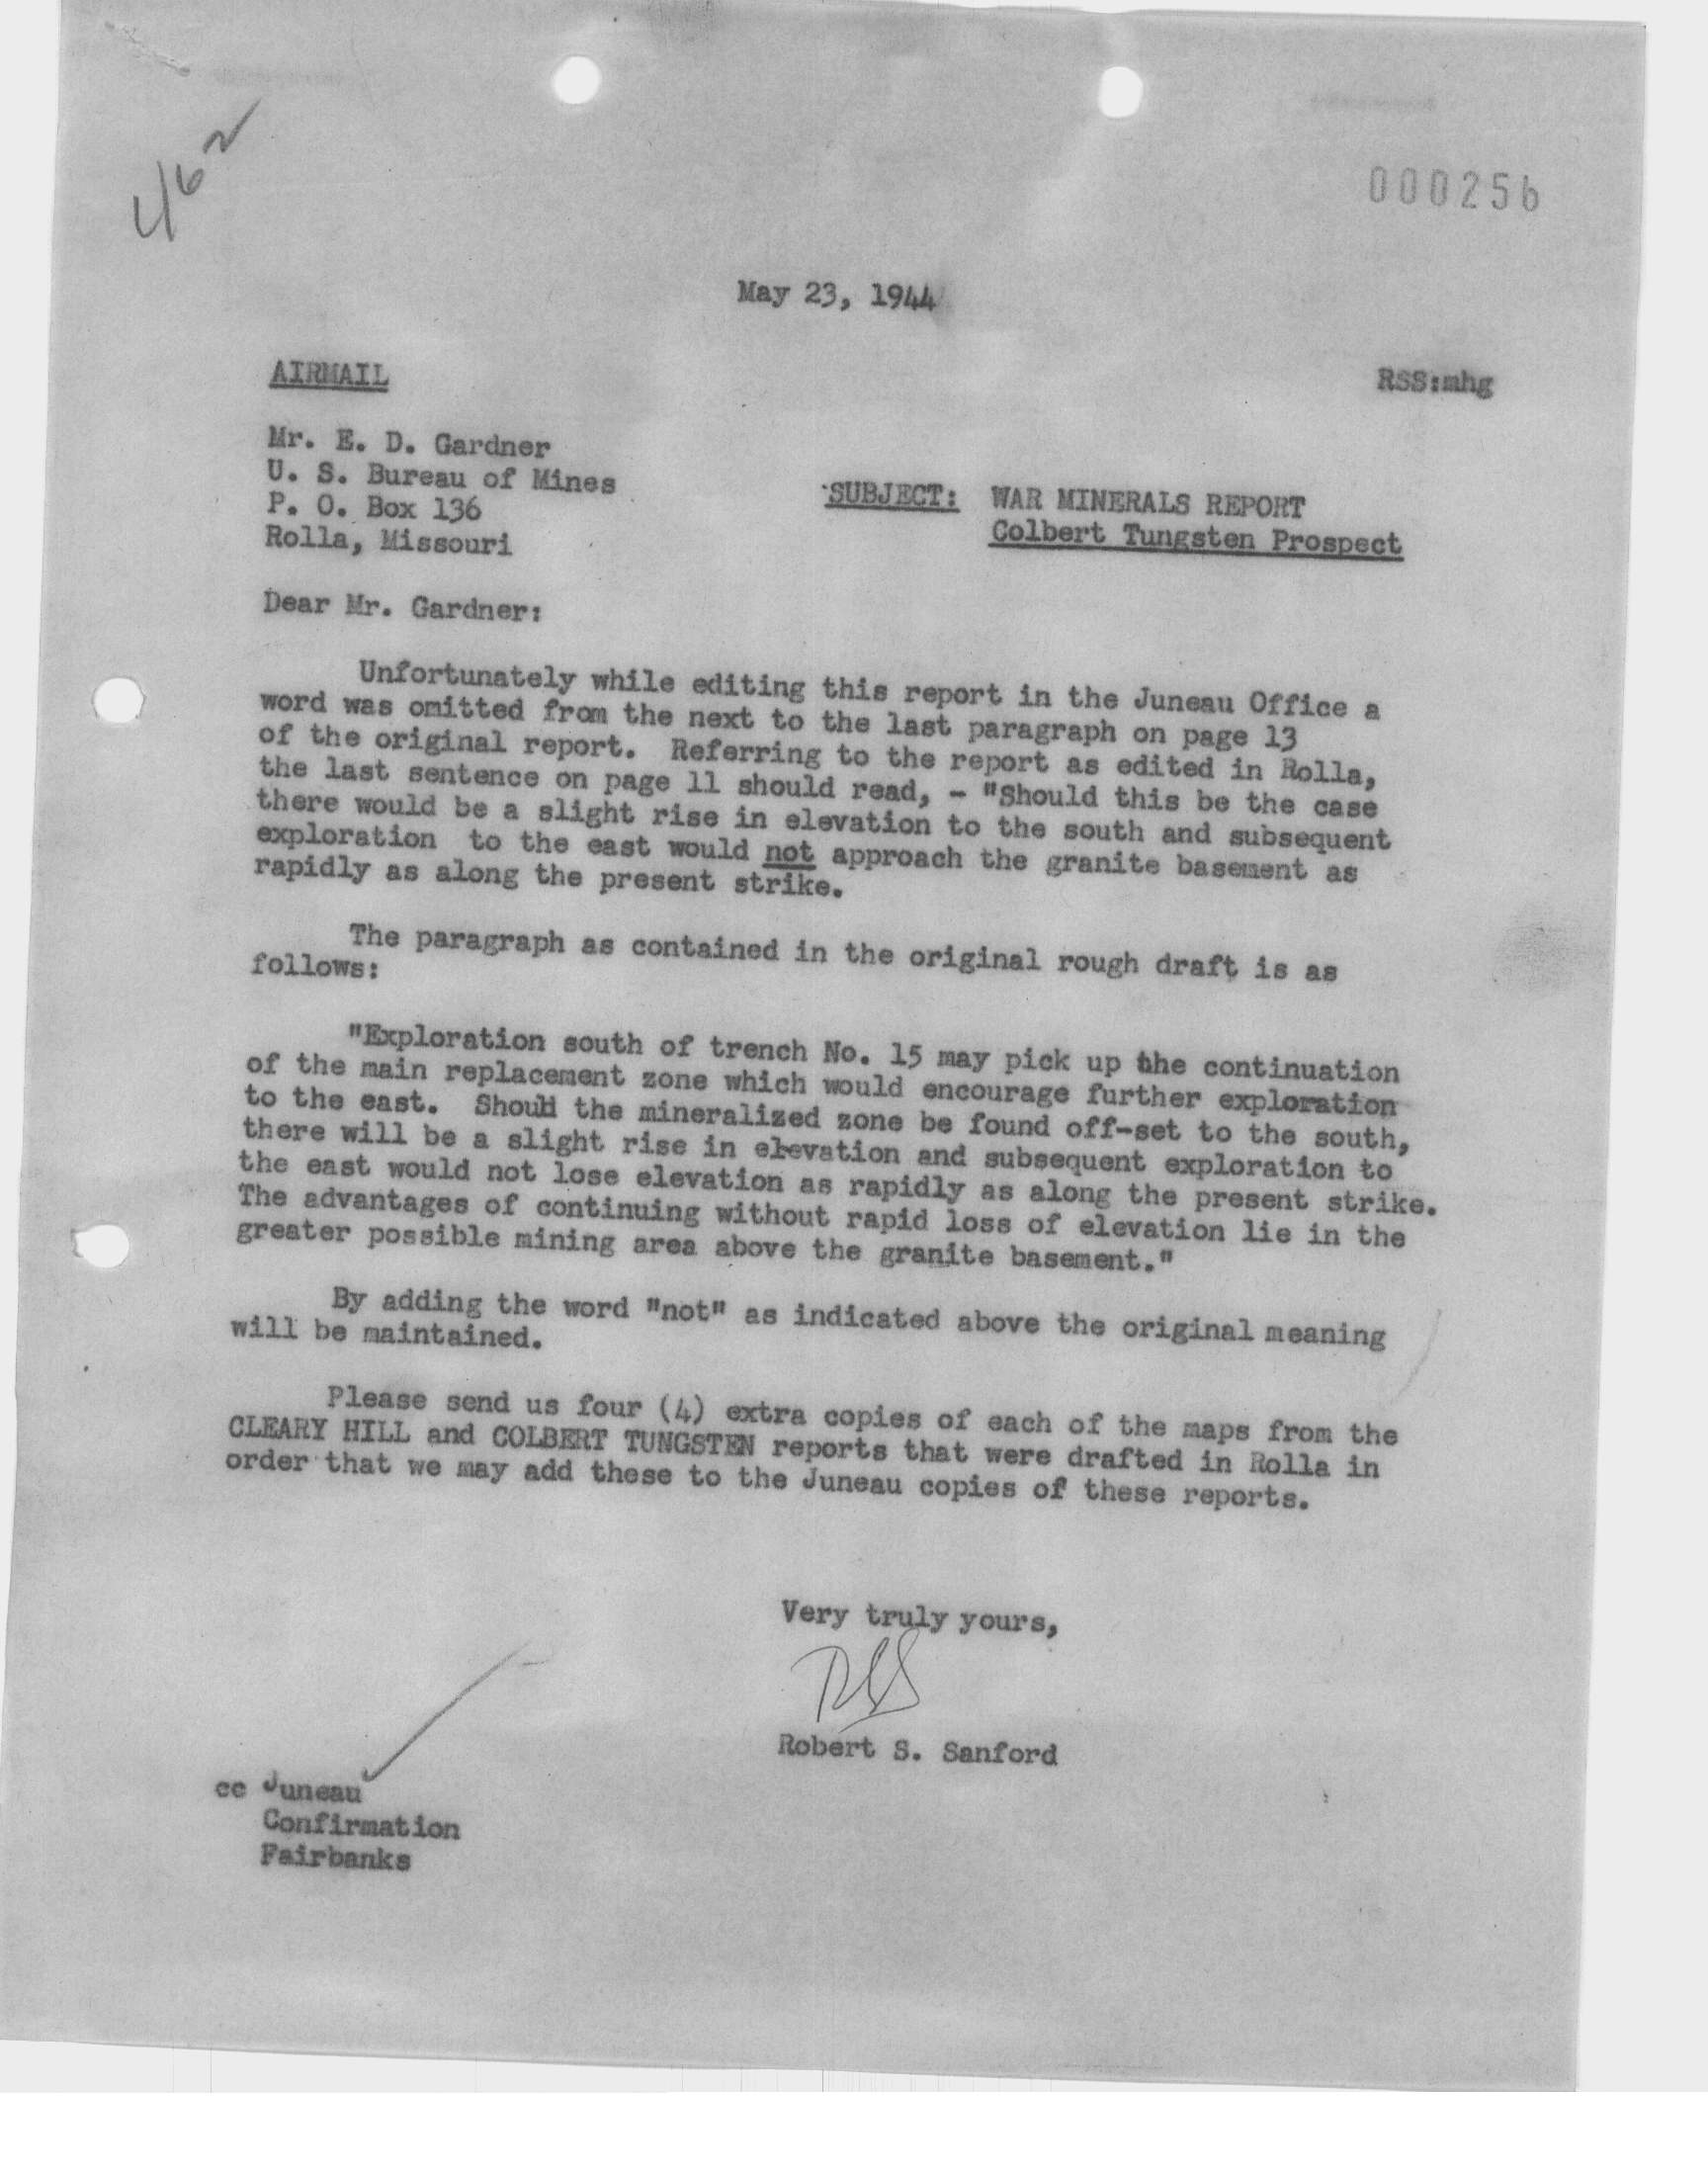 462
000256
May 23, 1944
AIRMAIL
RSS:mhg
Mr. E. D. Gardner
U. S. Bureau of Mines
P. O. Box 136
Rolla, Missouri
SUBJECT: WAR MINERALS REPORT
Colbert Tungsten Prospect
Dear Mr. Gardner:
Unfortunately while editing this report in the Juneau Office a
word was omitted from the next to the last paragraph on page 13
of the original report. Referring to the report as edited in Rolla,
the last sentence on page 11 should read, - "Should this be the case
there would be a slight rise in elevation to the south and subsequent
exploration to the east would not approach the granite basement as
rapidly as along the present strike.
The paragraph as contained in the original rough draft is as
follows:
"Exploration south of trench No. 15 may pick up the continuation
of the main replacement zone which would encourage further exploration
to the east. Should the mineralized zone be found off-set to the south,
there will be a slight rise in elevation and subsequent exploration to
the east would not lose elevation as rapidly as along the present strike.
The advantages of continuing without rapid loss of elevation lie in the
greater possible mining area above the granite basement."
By adding the word "not" as indicated above the original meaning
will be maintained.
Please send us four (4) extra copies of each of the maps from the
CLEARY HILL and COLBERT TUNGSTEN reports that were drafted in Rolla in
order that we may add these to the Juneau copies of these reports.
Very truly yours,
RSS
Robert S. Sanford
cc Juneau
Confirmation
Fairbanks